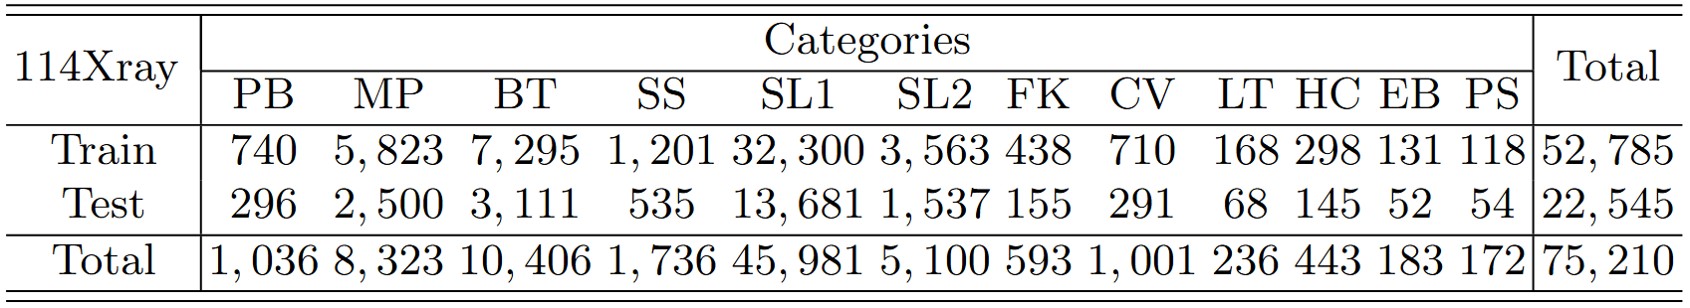 Categories
114Xray Total
PB MP BT SS SL1 SL2 FK CV LT HC EB PS
Train 740 5,823 7,295 1,201 32,300 3,563 438 710 168 298 131 118 52,785
Test 296 2,500 3,111 535 13,681 1,537 155 291 68 145 52 54 22,545
Total 1,036 8,323 10,406 1,736 45,981 5,100 593 1,001 236 443 183 172 75,210